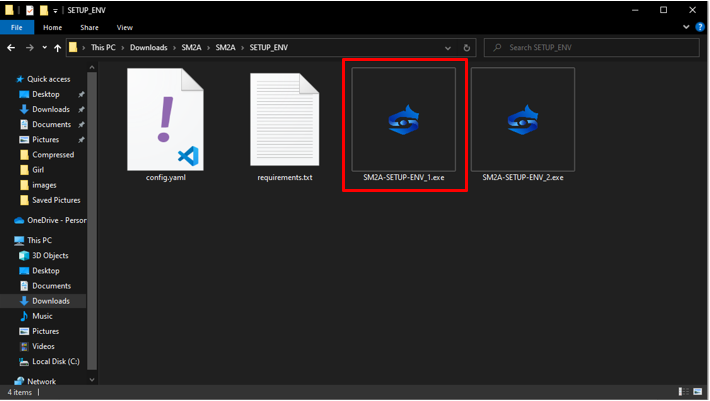 SETUP_ENV
File Home Share View
This PC Downloads SM2A SM2A SETUP_ENV
Search SETUP_ENV
Quick access
Desktop
Downloads
Documents
Pictures
Compressed
Girl
images
Saved Pictures
OneDrive - Person
This PC
3D Objects
Desktop
Documents
Downloads
Music
Pictures
Videos
Local Disk (C:)
Network
config.yaml
requirements.txt
SM2A-SETUP-ENV_1.exe
SM2A-SETUP-ENV_2.exe
4 items